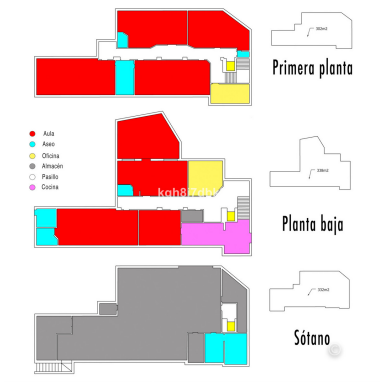 Primera planta
Aula
Aseo
Oficina
Almacén
Pasillo
Cocina
Planta baja
Sótano